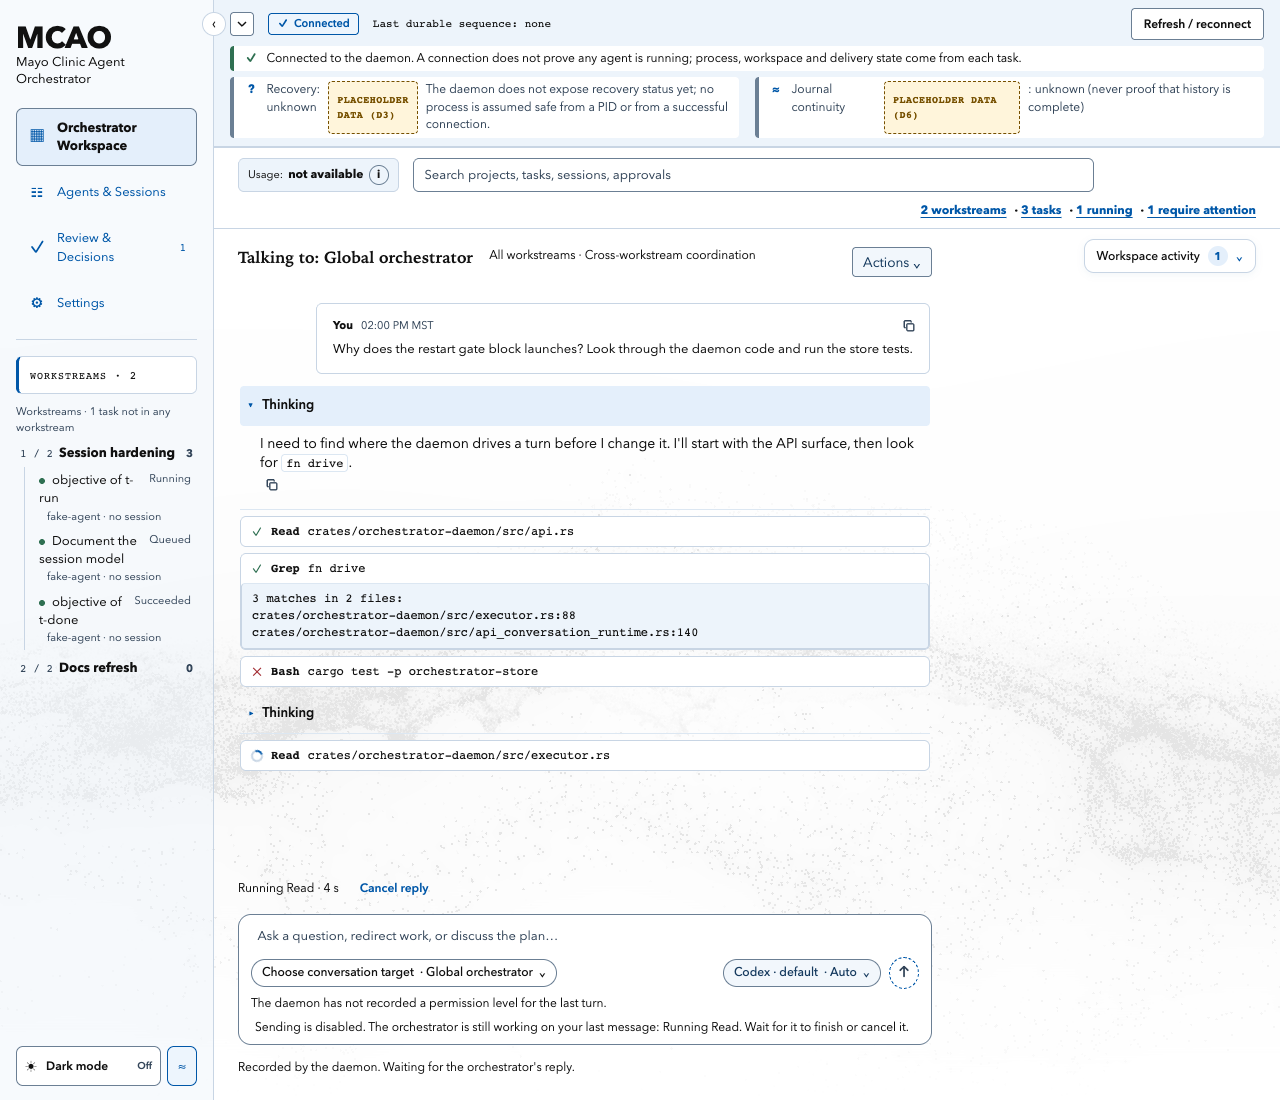 MCAO
Mayo Clinic Agent
Orchestrator
Orchestrator
Workspace
Agents & Sessions
Review &
Decisions
1
Settings
WORKSTREAMS · 2
Workstreams · 1 task not in any
workstream
1 / 2 Session hardening 3
objective of t-
run
Running
fake-agent · no session
Document the
session model
Queued
fake-agent · no session
objective of
t-done
Succeeded
fake-agent · no session
2 / 2 Docs refresh 0
Dark mode Off
≈
‹
✓ Connected
Last durable sequence: none
Refresh / reconnect
✓ Connected to the daemon. A connection does not prove any agent is running; process, workspace and delivery state come from each task.
? Recovery:
unknown
PLACEHOLDER
DATA (D3)
The daemon does not expose recovery status yet; no
process is assumed safe from a PID or from a successful
connection.
≈ Journal
continuity
PLACEHOLDER DATA
(D6)
: unknown (never proof that history is
complete)
Usage: not available i
Search projects, tasks, sessions, approvals
2 workstreams · 3 tasks · 1 running · 1 require attention
Talking to: Global orchestrator
All workstreams · Cross-workstream coordination
Actions
Workspace activity 1
You 02:00 PM MST
Why does the restart gate block launches? Look through the daemon code and run the store tests.
Thinking
I need to find where the daemon drives a turn before I change it. I'll start with the API surface, then look
for fn drive.
✓ Read crates/orchestrator-daemon/src/api.rs
✓ Grep fn drive
3 matches in 2 files:
crates/orchestrator-daemon/src/executor.rs:88
crates/orchestrator-daemon/src/api_conversation_runtime.rs:140
Bash cargo test -p orchestrator-store
Thinking
Read crates/orchestrator-daemon/src/executor.rs
Running Read · 4 s
Cancel reply
Ask a question, redirect work, or discuss the plan…
Choose conversation target · Global orchestrator
Codex · default · Auto
The daemon has not recorded a permission level for the last turn.
Sending is disabled. The orchestrator is still working on your last message: Running Read. Wait for it to finish or cancel it.
Recorded by the daemon. Waiting for the orchestrator's reply.